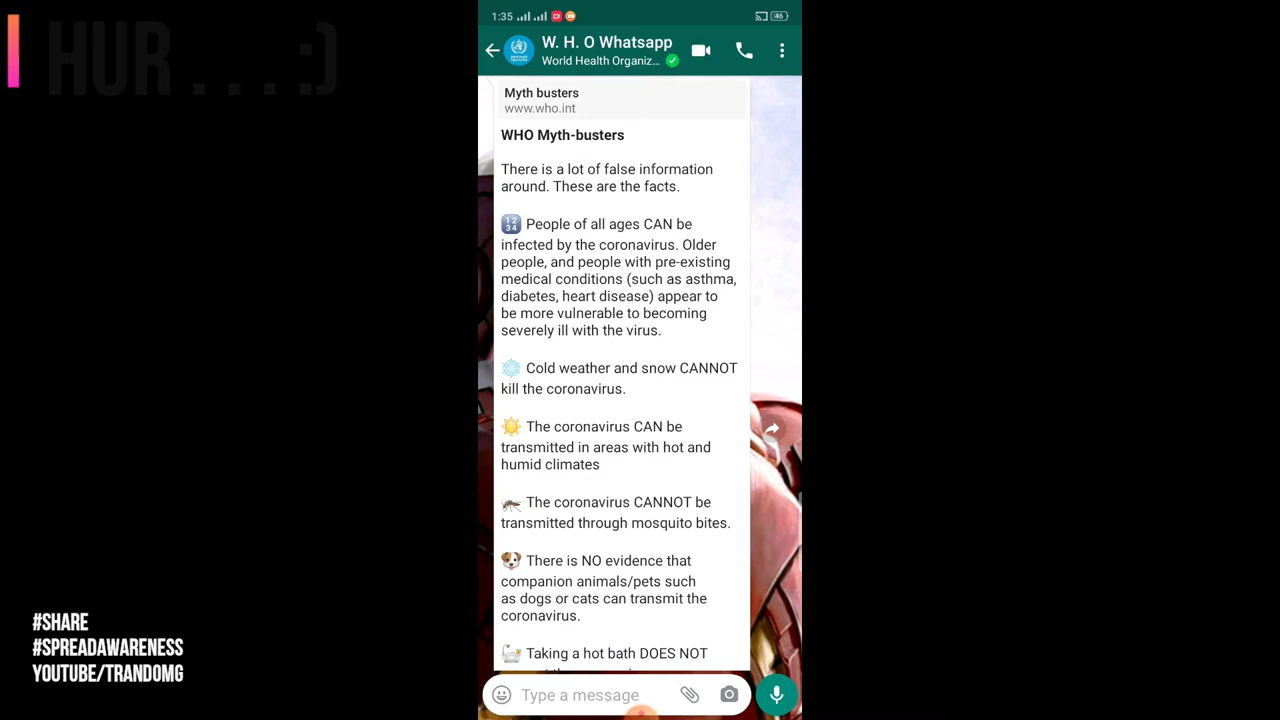 HUR . . . :)
1:35
46
W. H. O Whatsapp
World Health Organiz...
Myth busters
www.who.int
WHO Myth-busters
There is a lot of false information
around. These are the facts.
People of all ages CAN be
infected by the coronavirus. Older
people, and people with pre-existing
medical conditions (such as asthma,
diabetes, heart disease) appear to
be more vulnerable to becoming
severely ill with the virus.
Cold weather and snow CANNOT
kill the coronavirus.
The coronavirus CAN be
transmitted in areas with hot and
humid climates
The coronavirus CANNOT be
transmitted through mosquito bites.
There is NO evidence that
companion animals/pets such
as dogs or cats can transmit the
coronavirus.
Taking a hot bath DOES NOT
Type a message
#SHARE
#SPREADAWARENESS
YOUTUBE/TRANDOMG